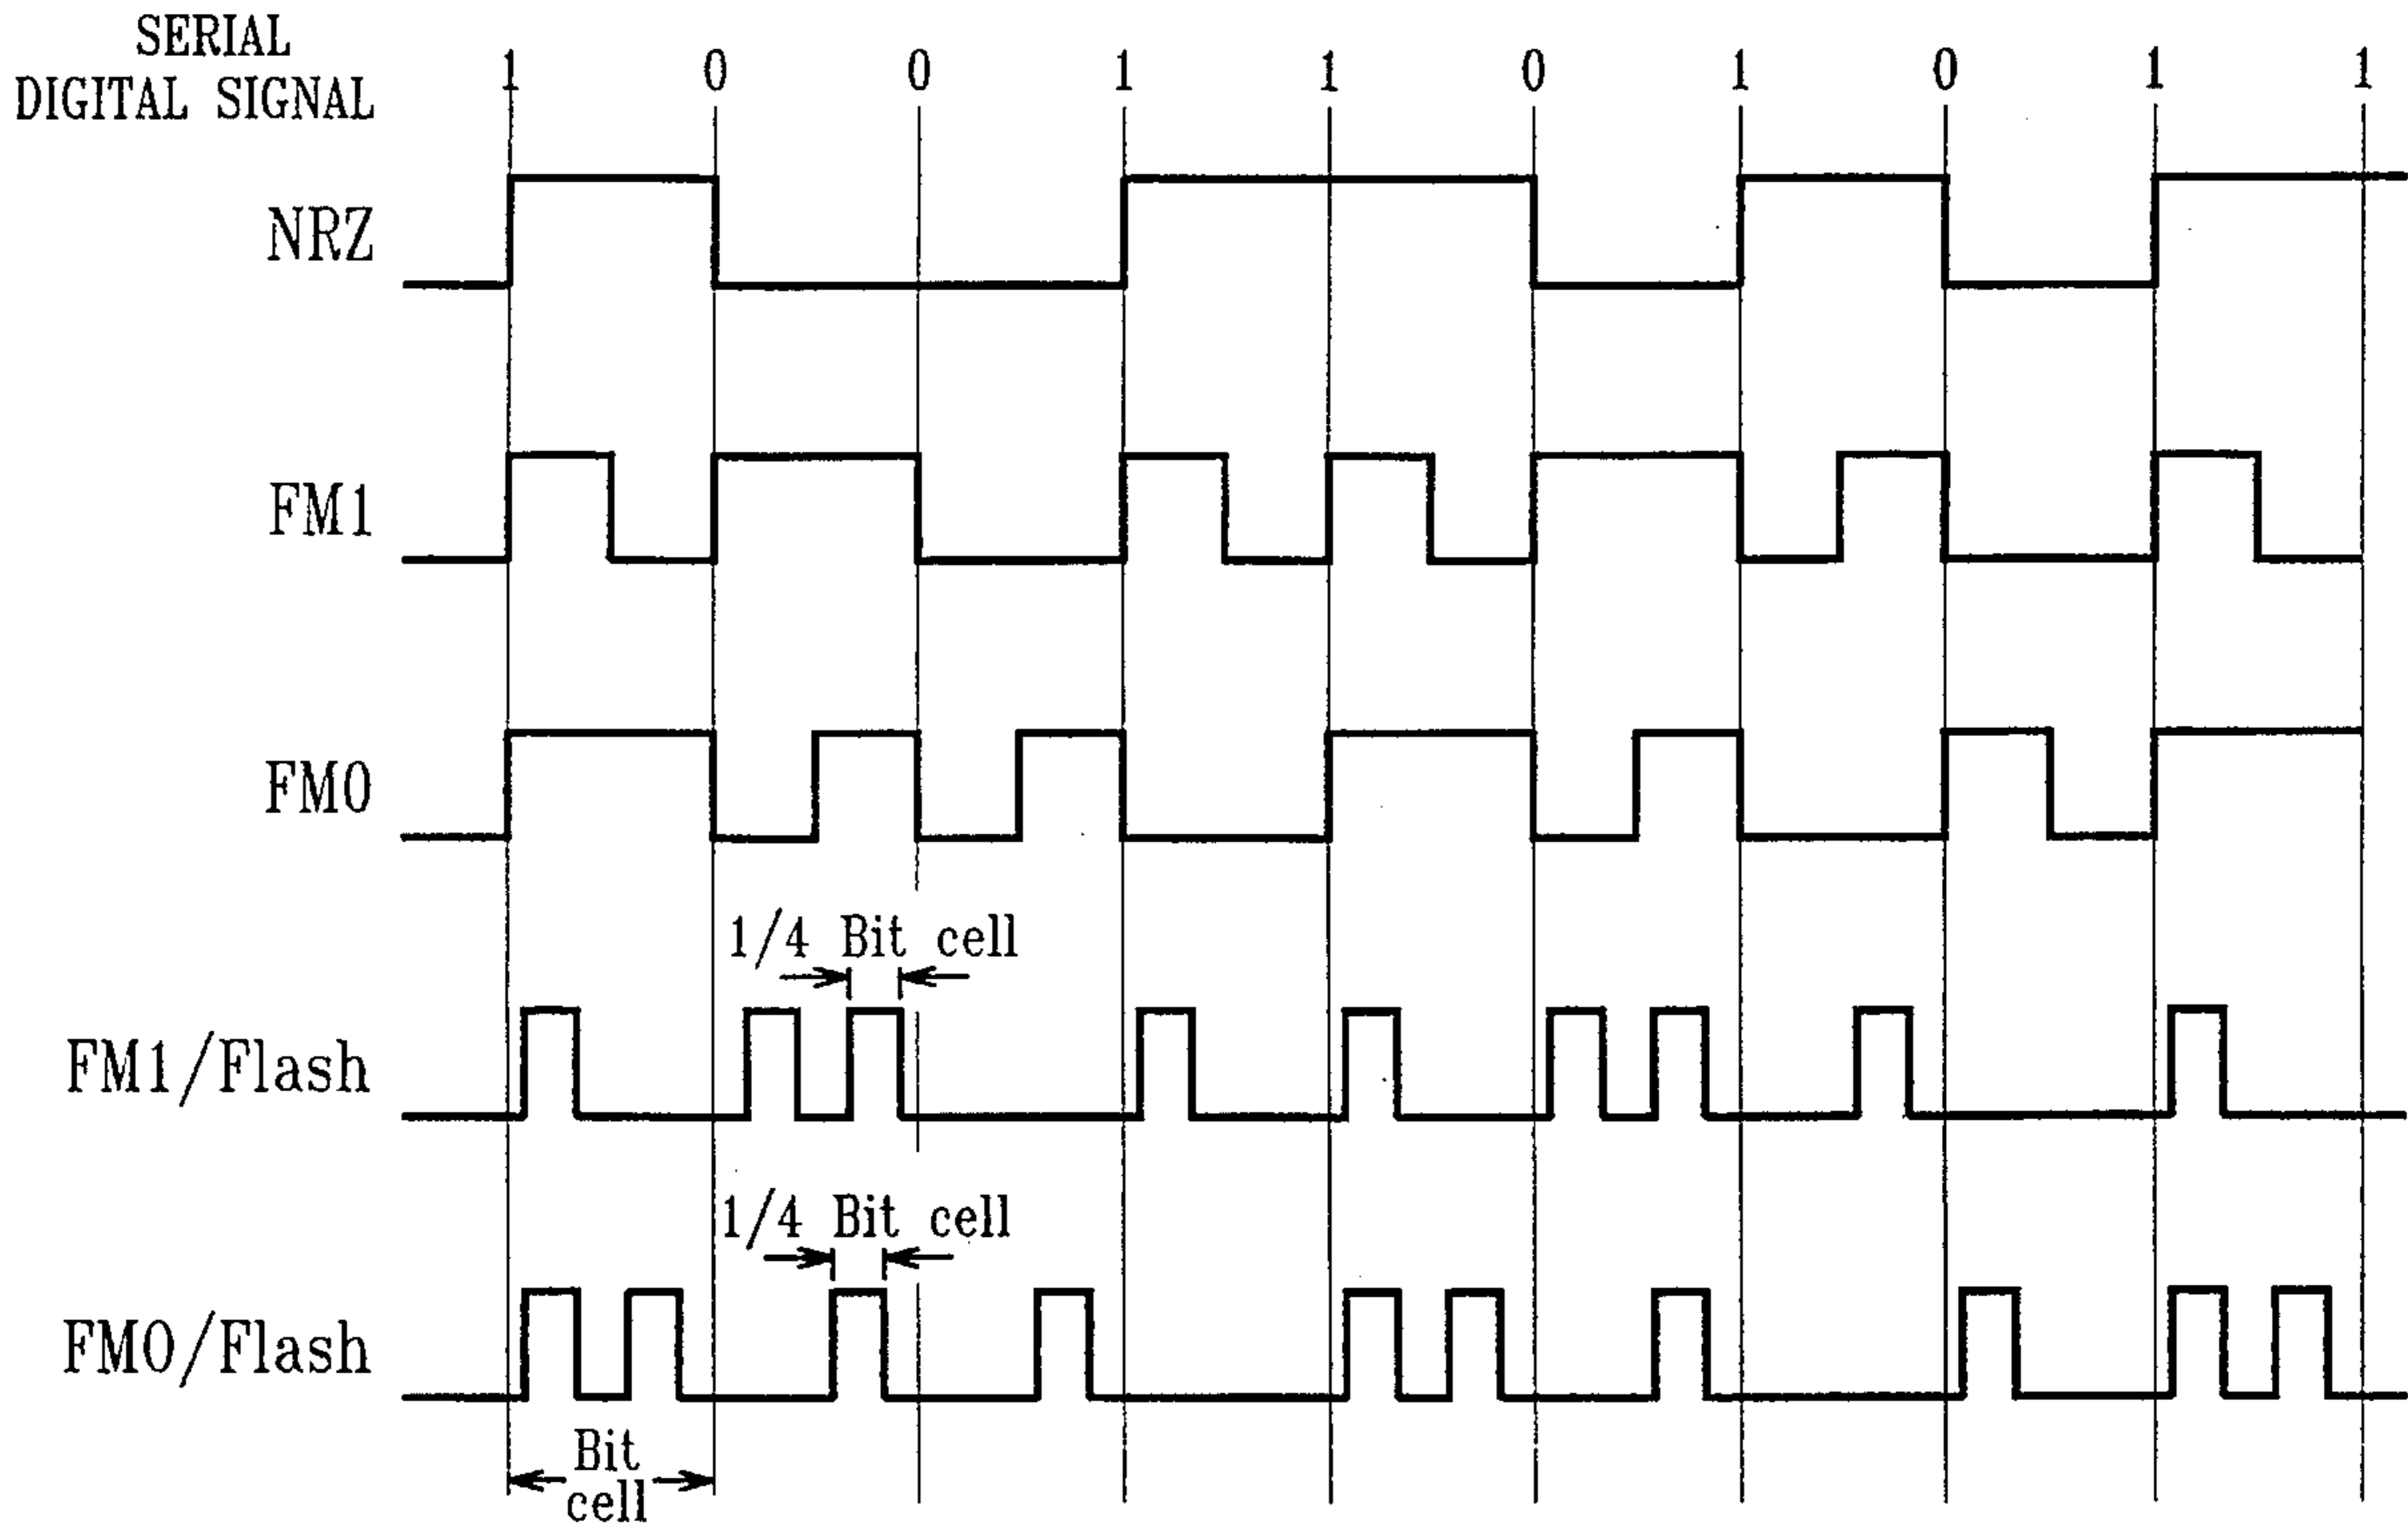 SERIAL
DIGITAL SIGNAL
1 0 0 1 1 0 1 0 1 1
NRZ
FM1
FM0
1/4 Bit cell
FM1/Flash
1/4 Bit cell
FM0/Flash
Bit
cell